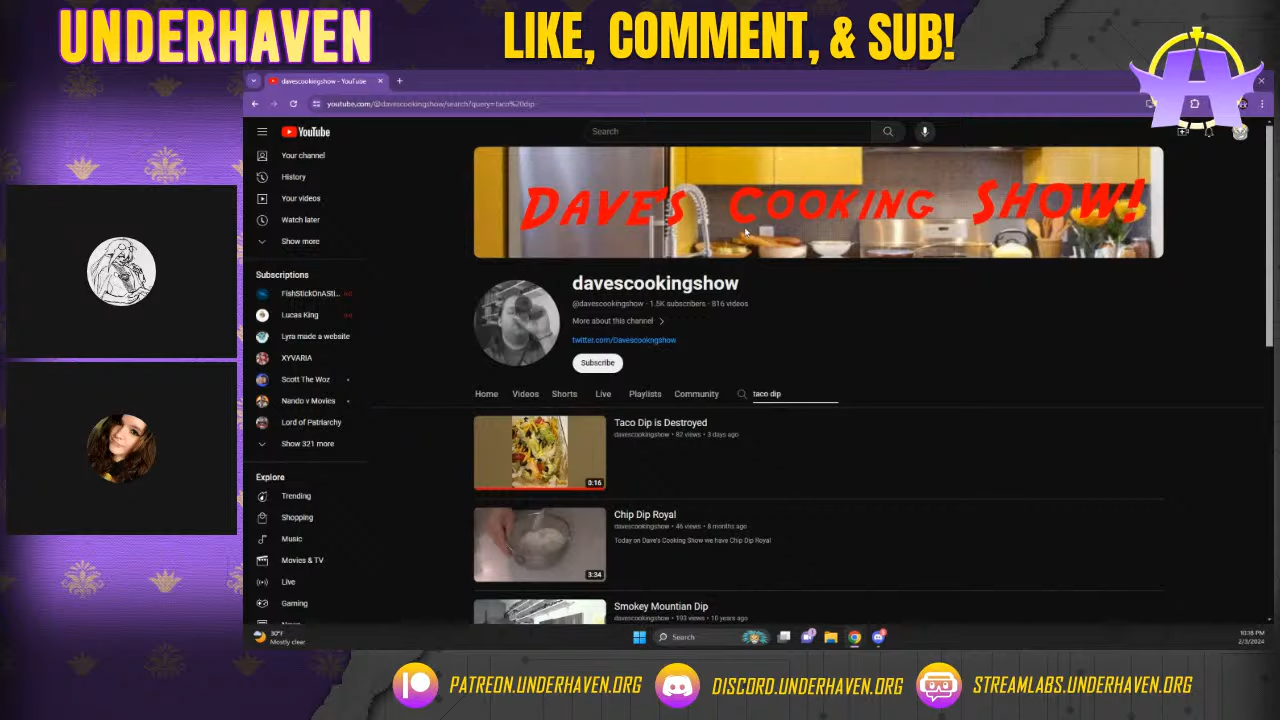 UNDERHAVEN
LIKE, COMMENT, & SUB!
davescookingshow - YouTube
youtube.com/@davescookingshow/search?query=taco%20dip
YouTube
Search
Your channel
History
Your videos
Watch later
Show more
Subscriptions
FishStickOnASti...
Lucas King
Lyra made a website
XYVARIA
Scott The Woz
Nando v Movies
Lord of Patriarchy
Show 321 more
Explore
Trending
Shopping
Music
Movies & TV
Live
Gaming
DAVE'S COOKING SHOW!
davescookingshow
@davescookingshow · 1.5K subscribers · 816 videos
More about this channel
twitter.com/Davescookngshow
Subscribe
Home Videos Shorts Live Playlists Community taco dip
Taco Dip is Destroyed
davescookingshow • 82 views • 3 days ago
0:16
Chip Dip Royal
davescookingshow • 46 views • 8 months ago
Today on Dave's Cooking Show we have Chip Dip Royal
3:34
Smokey Mountian Dip
davescookingshow • 193 views • 10 years ago
30°F
Mostly clear
Search
10:18 PM
2/3/2024
PATREON.UNDERHAVEN.ORG
DISCORD.UNDERHAVEN.ORG
STREAMLABS.UNDERHAVEN.ORG